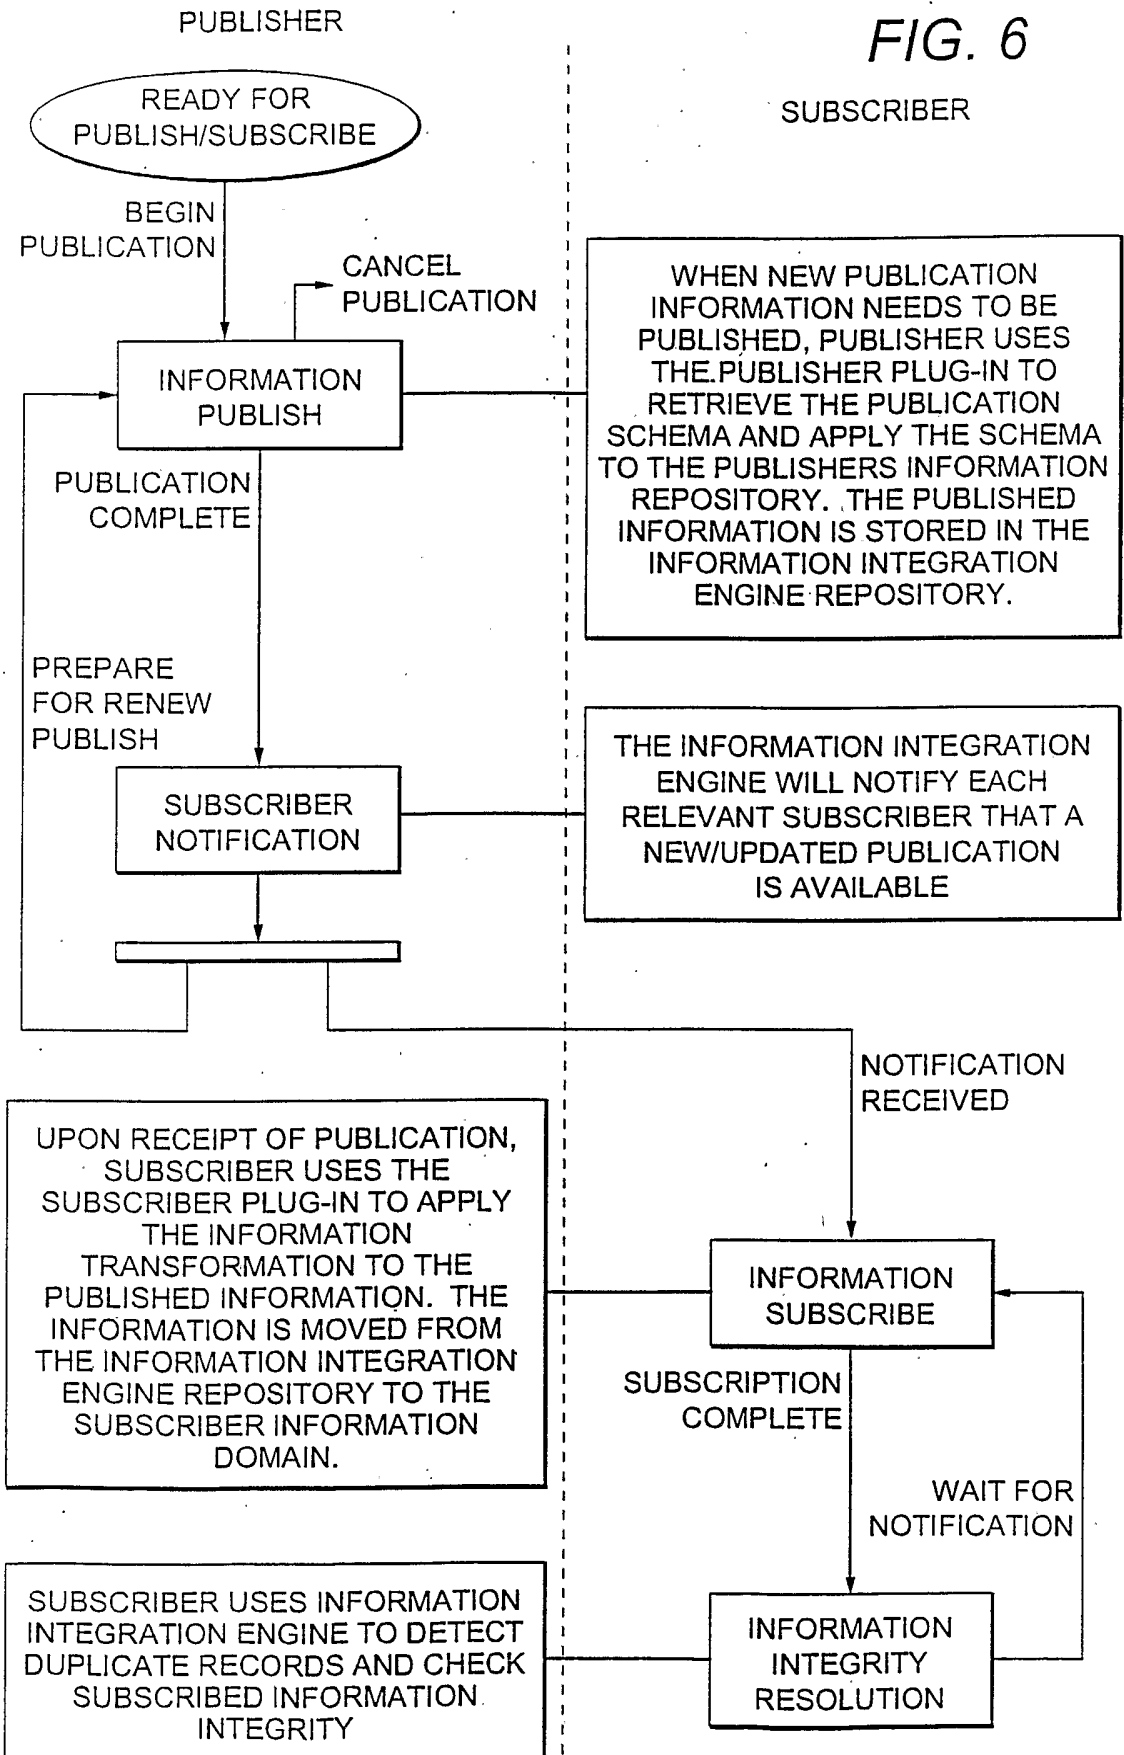 PUBLISHER
FIG. 6
SUBSCRIBER
READY FOR
PUBLISH/SUBSCRIBE
BEGIN
PUBLICATION
CANCEL
PUBLICATION
INFORMATION
PUBLISH
WHEN NEW PUBLICATION
INFORMATION NEEDS TO BE
PUBLISHED, PUBLISHER USES
THE PUBLISHER PLUG-IN TO
RETRIEVE THE PUBLICATION
SCHEMA AND APPLY THE SCHEMA
TO THE PUBLISHERS INFORMATION
REPOSITORY. THE PUBLISHED
INFORMATION IS STORED IN THE
INFORMATION INTEGRATION
ENGINE REPOSITORY.
PUBLICATION
COMPLETE
PREPARE
FOR RENEW
PUBLISH
SUBSCRIBER
NOTIFICATION
THE INFORMATION INTEGRATION
ENGINE WILL NOTIFY EACH
RELEVANT SUBSCRIBER THAT A
NEW/UPDATED PUBLICATION
IS AVAILABLE
NOTIFICATION
RECEIVED
UPON RECEIPT OF PUBLICATION,
SUBSCRIBER USES THE
SUBSCRIBER PLUG-IN TO APPLY
THE INFORMATION
TRANSFORMATION TO THE
PUBLISHED INFORMATION. THE
INFORMATION IS MOVED FROM
THE INFORMATION INTEGRATION
ENGINE REPOSITORY TO THE
SUBSCRIBER INFORMATION
DOMAIN.
INFORMATION
SUBSCRIBE
SUBSCRIPTION
COMPLETE
WAIT FOR
NOTIFICATION
SUBSCRIBER USES INFORMATION
INTEGRATION ENGINE TO DETECT
DUPLICATE RECORDS AND CHECK
SUBSCRIBED INFORMATION
INTEGRITY
INFORMATION
INTEGRITY
RESOLUTION